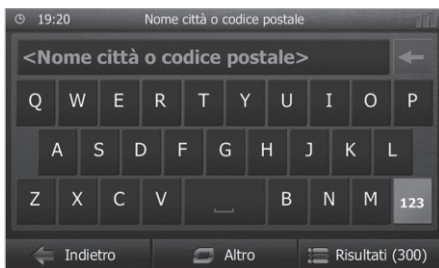 19:20 Nome città o codice postale
<Nome città o codice postale>
Q W E R T Y U I O P
A S D F G H J K L
Z X C V B N M 123
Indietro Altro Risultati (300)